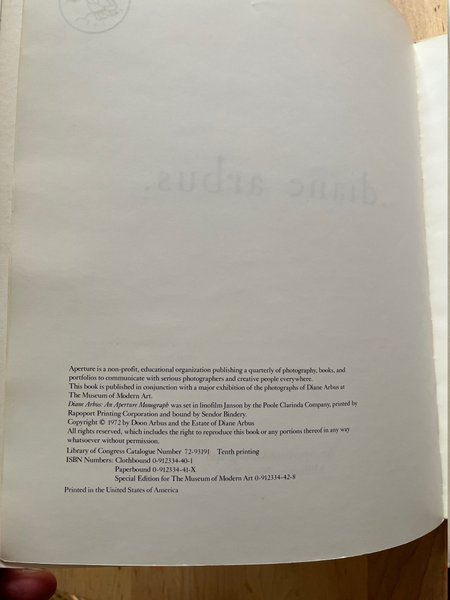 diane arbus.
Aperture is a non-profit, educational organization publishing a quarterly of photography, books, and
portfolios to communicate with serious photographers and creative people everywhere.
This book is published in conjunction with a major exhibition of the photographs of Diane Arbus at
The Museum of Modern Art.
Diane Arbus: An Aperture Monograph was set in linofilm Janson by the Poole Clarinda Company, printed by
Rapoport Printing Corporation and bound by Sendor Bindery.
Copyright © 1972 by Doon Arbus and the Estate of Diane Arbus
All rights reserved, which includes the right to reproduce this book or any portions thereof in any way
whatsoever without permission.
Library of Congress Catalogue Number 72-93191 Tenth printing
ISBN Numbers: Clothbound 0-912334-40-1
Paperbound 0-912334-41-X
Special Edition for The Museum of Modern Art 0-912334-42-8
Printed in the United States of America